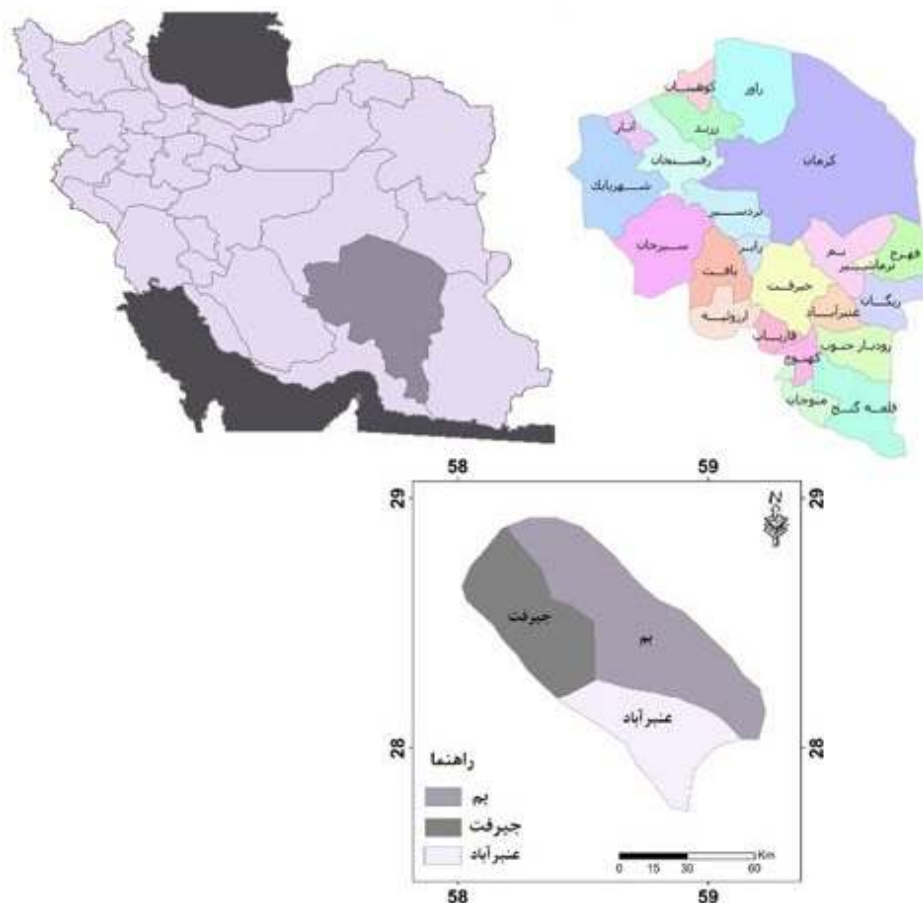 راور
کوهبنان
زرند
انار
رفسنجان
کرمان
شهربابک
بردسیر
سیرجان
رابر
بافت
بم
فهرج
نرماشیر
جیرفت
ریگان
عنبرآباد
ارزوئیه
فاریاب
رودبار جنوب
کهنوج
منوجان
قلعه گنج
58 59
29 29
N
جیرفت
بم
عنبرآباد
28 28
راهنما
بم
جیرفت
عنبرآباد
Km
0 15 30 60
58 59